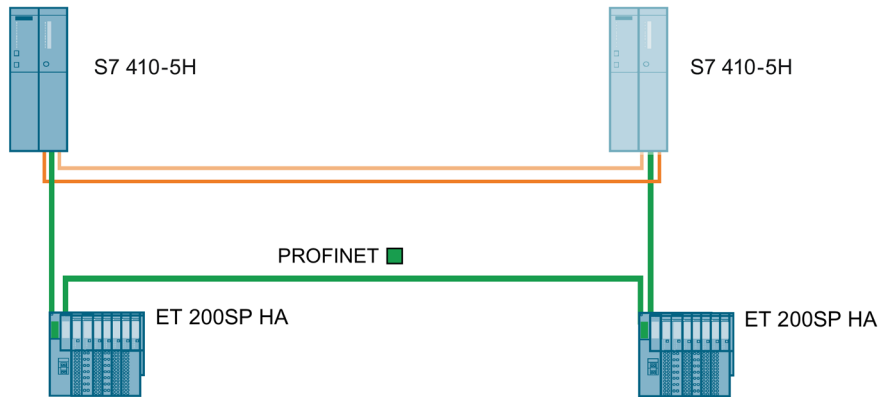 S7 410-5H
S7 410-5H
PROFINET
ET 200SP HA
ET 200SP HA